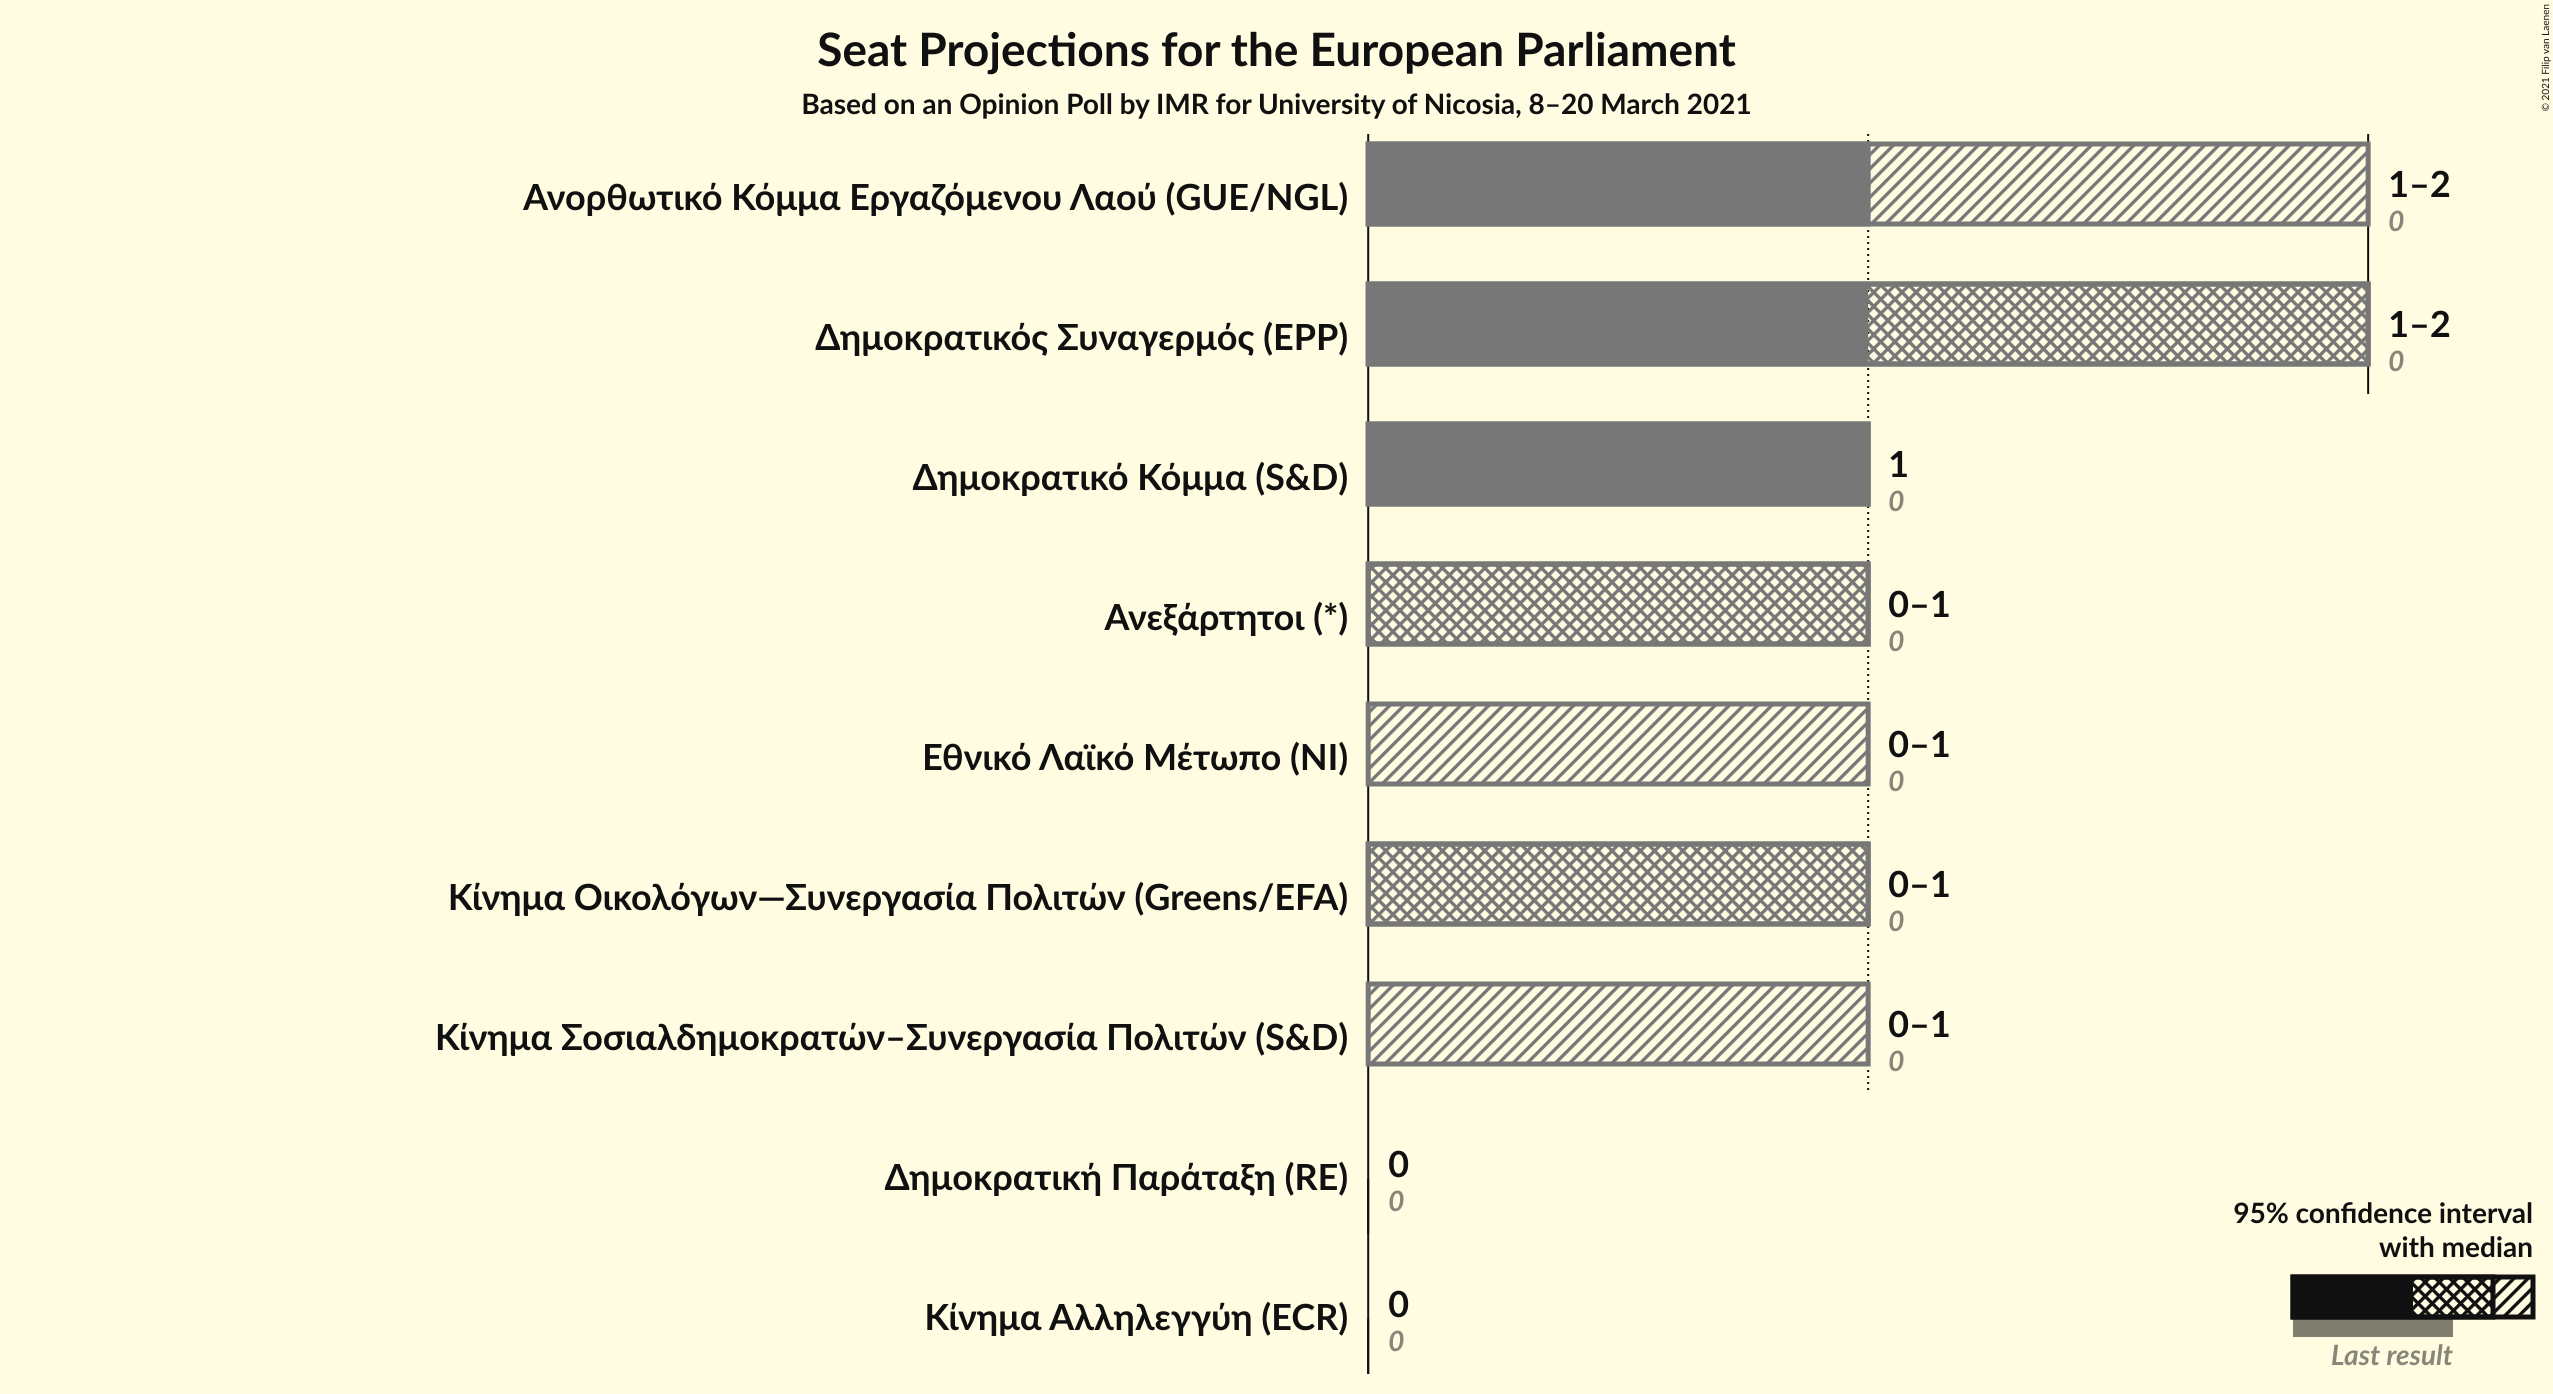 Seat Projections for the European Parliament
Based on an Opinion Poll by IMR for University of Nicosia, 8–20 March 2021
© 2021 Filip van Laenen
Ανορθωτικό Κόμμα Εργαζόμενου Λαού (GUE/NGL)
1–2
0
Δημοκρατικός Συναγερμός (EPP)
1–2
0
Δημοκρατικό Κόμμα (S&D)
1
0
Ανεξάρτητοι (*)
0–1
0
Εθνικό Λαϊκό Μέτωπο (NI)
0–1
0
Κίνημα Οικολόγων—Συνεργασία Πολιτών (Greens/EFA)
0–1
0
Κίνημα Σοσιαλδημοκρατών–Συνεργασία Πολιτών (S&D)
0–1
0
Δημοκρατική Παράταξη (RE)
0
0
Κίνημα Αλληλεγγύη (ECR)
0
0
95% confidence interval
with median
Last result